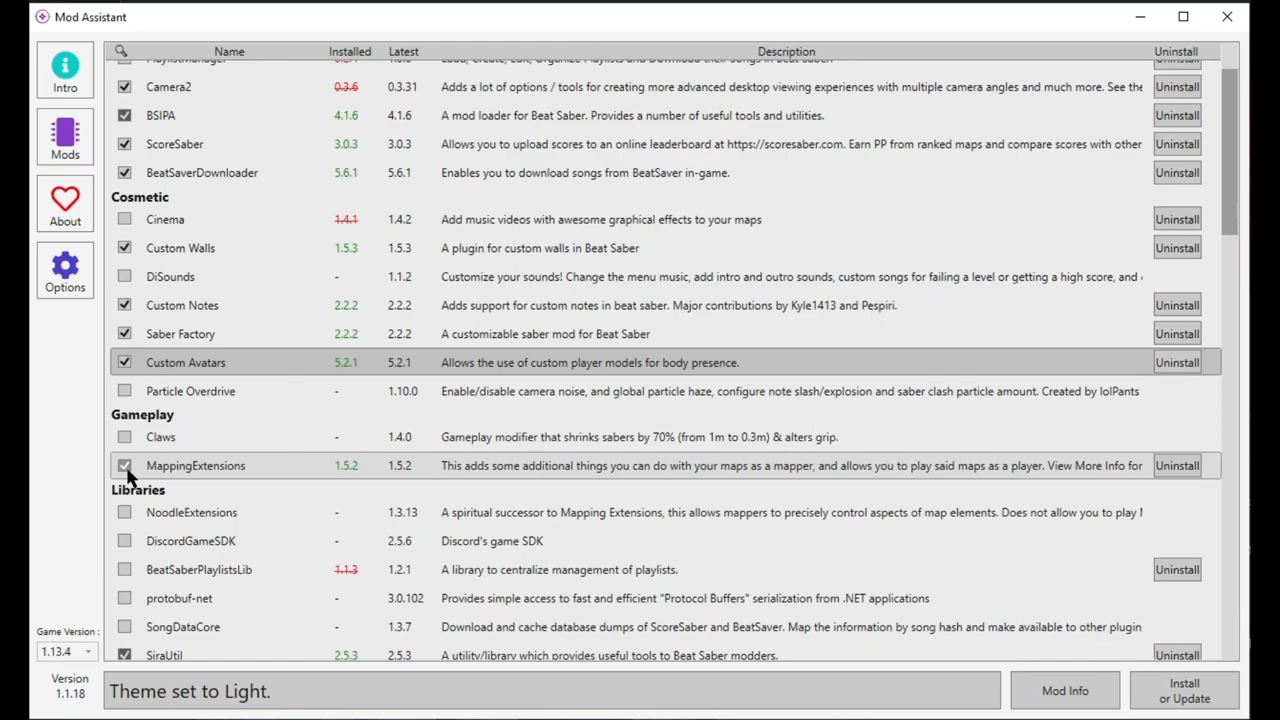 Mod Assistant
Name Installed Latest Description Uninstall
Camera2 0.3.6 0.3.31 Adds a lot of options / tools for creating more advanced desktop viewing experiences with multiple camera angles and much more. See the Uninstall
BSIPA 4.1.6 4.1.6 A mod loader for Beat Saber. Provides a number of useful tools and utilities. Uninstall
ScoreSaber 3.0.3 3.0.3 Allows you to upload scores to an online leaderboard at https://scoresaber.com. Earn PP from ranked maps and compare scores with other Uninstall
BeatSaverDownloader 5.6.1 5.6.1 Enables you to download songs from BeatSaver in-game. Uninstall
Cosmetic
Cinema 1.4.1 1.4.2 Add music videos with awesome graphical effects to your maps Uninstall
Custom Walls 1.5.3 1.5.3 A plugin for custom walls in Beat Saber Uninstall
DiSounds - 1.1.2 Customize your sounds! Change the menu music, add intro and outro sounds, custom songs for failing a level or getting a high score, and
Custom Notes 2.2.2 2.2.2 Adds support for custom notes in beat saber. Major contributions by Kyle1413 and Pespiri. Uninstall
Saber Factory 2.2.2 2.2.2 A customizable saber mod for Beat Saber Uninstall
Custom Avatars 5.2.1 5.2.1 Allows the use of custom player models for body presence. Uninstall
Particle Overdrive - 1.10.0 Enable/disable camera noise, and global particle haze, configure note slash/explosion and saber clash particle amount. Created by lolPants
Gameplay
Claws - 1.4.0 Gameplay modifier that shrinks sabers by 70% (from 1m to 0.3m) & alters grip.
MappingExtensions 1.5.2 1.5.2 This adds some additional things you can do with your maps as a mapper, and allows you to play said maps as a player. View More Info for Uninstall
Libraries
NoodleExtensions - 1.3.13 A spiritual successor to Mapping Extensions, this allows mappers to precisely control aspects of map elements. Does not allow you to play
DiscordGameSDK - 2.5.6 Discord's game SDK
BeatSaberPlaylistsLib 1.1.3 1.2.1 A library to centralize management of playlists. Uninstall
protobuf-net - 3.0.102 Provides simple access to fast and efficient "Protocol Buffers" serialization from .NET applications
SongDataCore - 1.3.7 Download and cache database dumps of ScoreSaber and BeatSaver. Map the information by song hash and make available to other plugin
SiraUtil 2.5.3 2.5.3 A utility/library which provides useful tools to Beat Saber modders. Uninstall
Intro
Mods
About
Options
Game Version :
1.13.4
Version
1.1.18
Theme set to Light.
Mod Info
Install
or Update